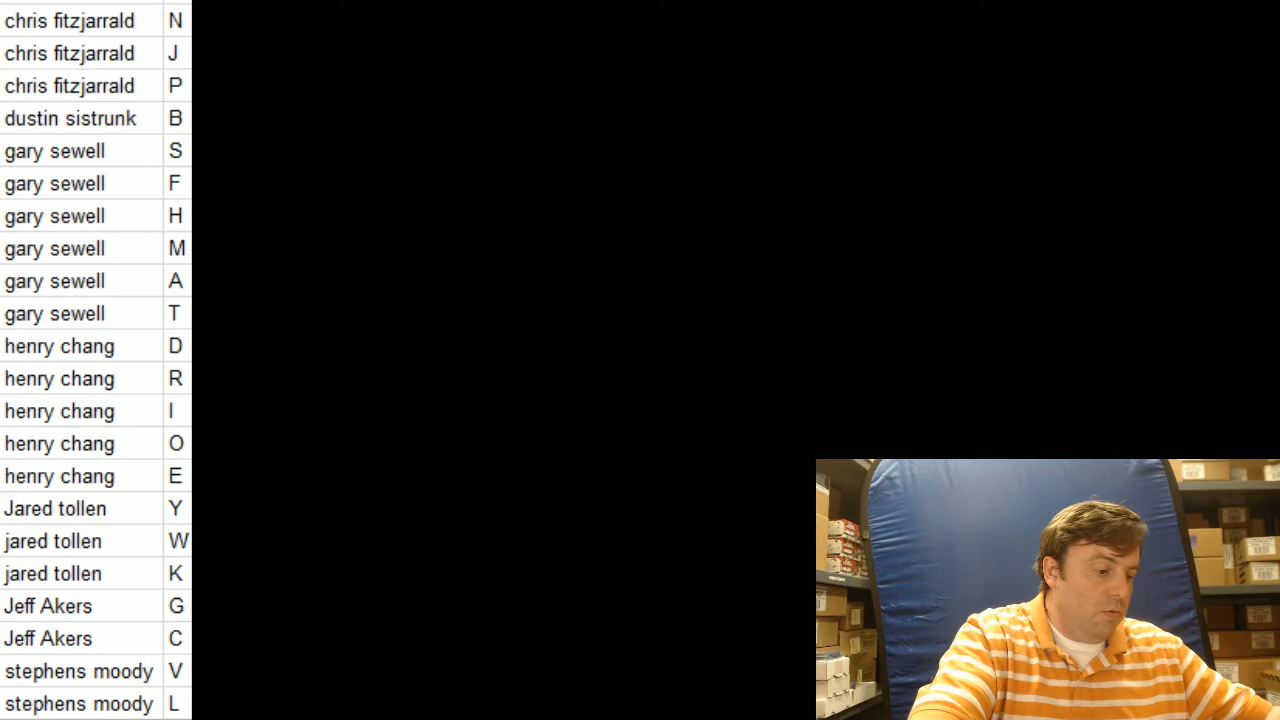 chris fitzjarrald N
chris fitzjarrald J
chris fitzjarrald P
dustin sistrunk B
gary sewell S
gary sewell F
gary sewell H
gary sewell M
gary sewell A
gary sewell T
henry chang D
henry chang R
henry chang I
henry chang O
henry chang E
Jared tollen Y
jared tollen W
jared tollen K
Jeff Akers G
Jeff Akers C
stephens moody V
stephens moody L